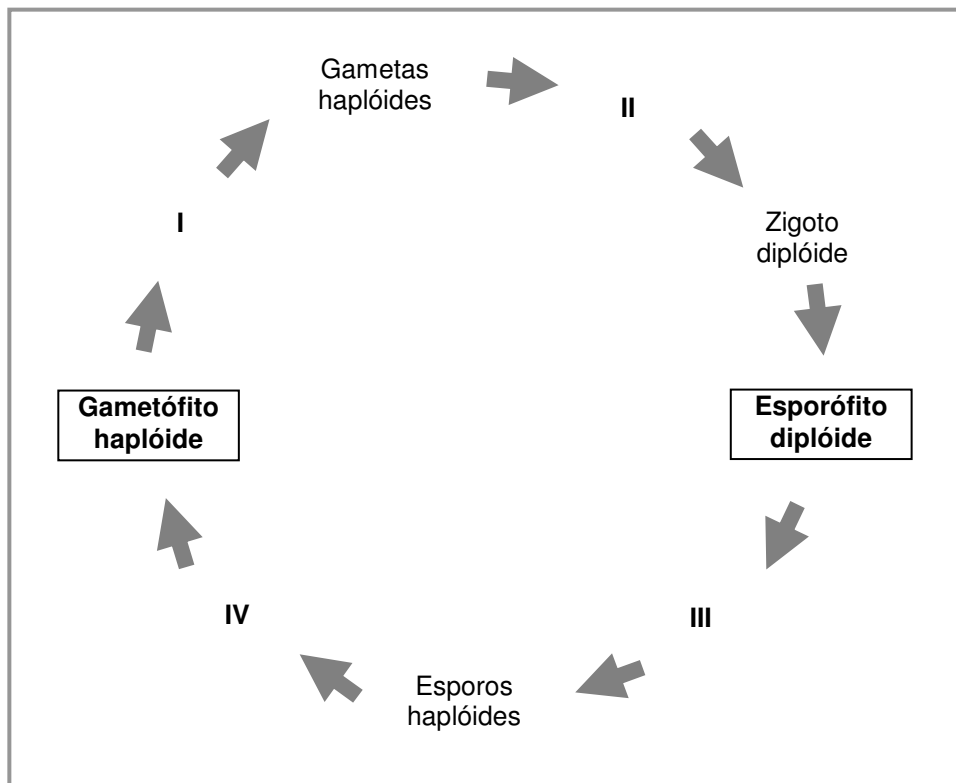 Gametas
haplóides
II
I
Zigoto
diplóide
Gametófito
haplóide
Esporófito
diplóide
IV
III
Esporos
haplóides